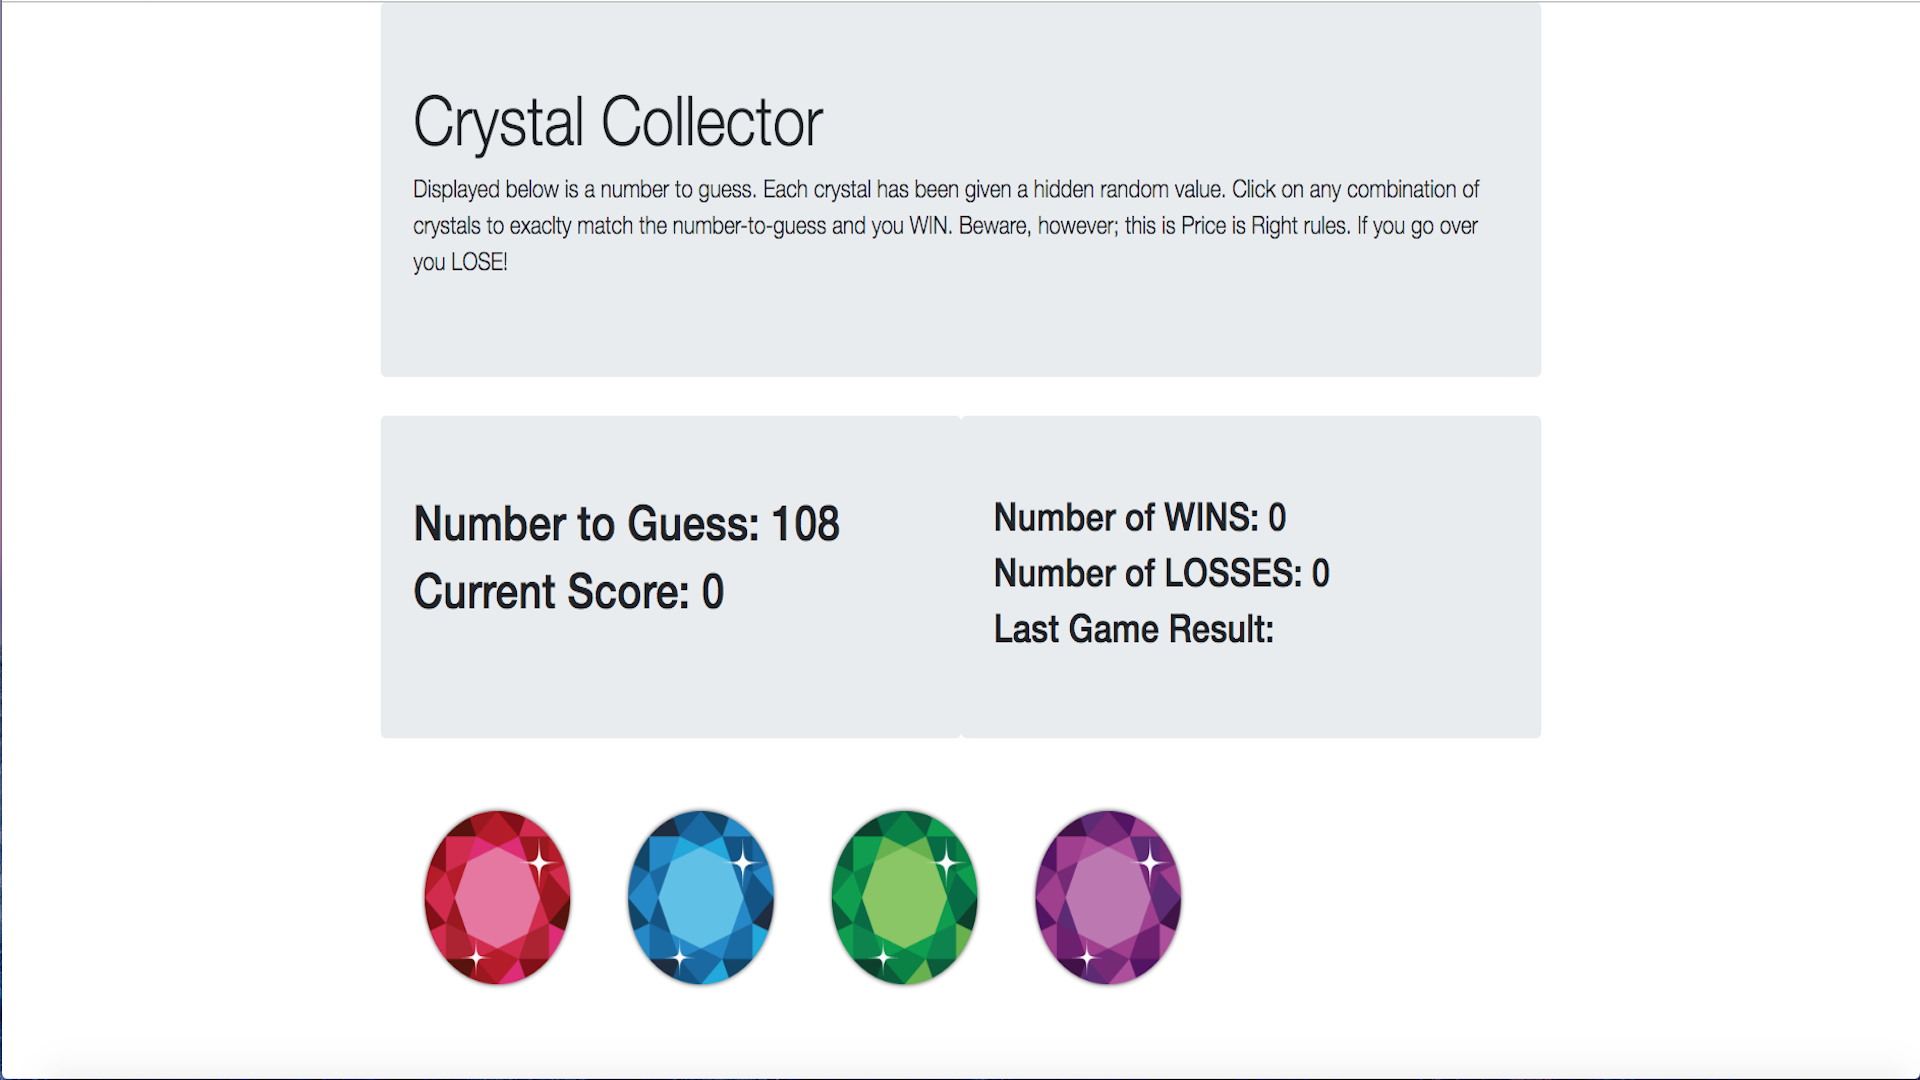 Crystal Collector
Displayed below is a number to guess. Each crystal has been given a hidden random value. Click on any combination of
crystals to exaclty match the number-to-guess and you WIN. Beware, however; this is Price is Right rules. If you go over
you LOSE!
Number to Guess: 108
Current Score: 0
Number of WINS: 0
Number of LOSSES: 0
Last Game Result: